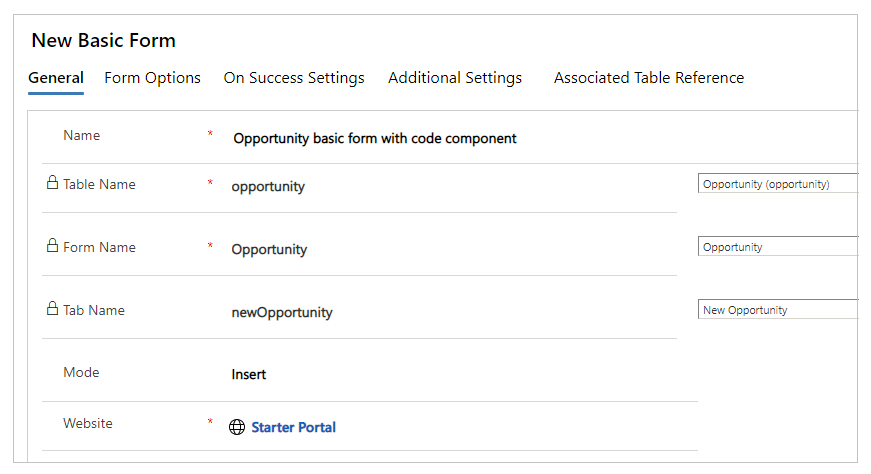 New Basic Form
General Form Options On Success Settings Additional Settings Associated Table Reference
Name * Opportunity basic form with code component
Table Name * opportunity Opportunity (opportunity)
Form Name * Opportunity Opportunity
Tab Name newOpportunity New Opportunity
Mode Insert
Website * Starter Portal